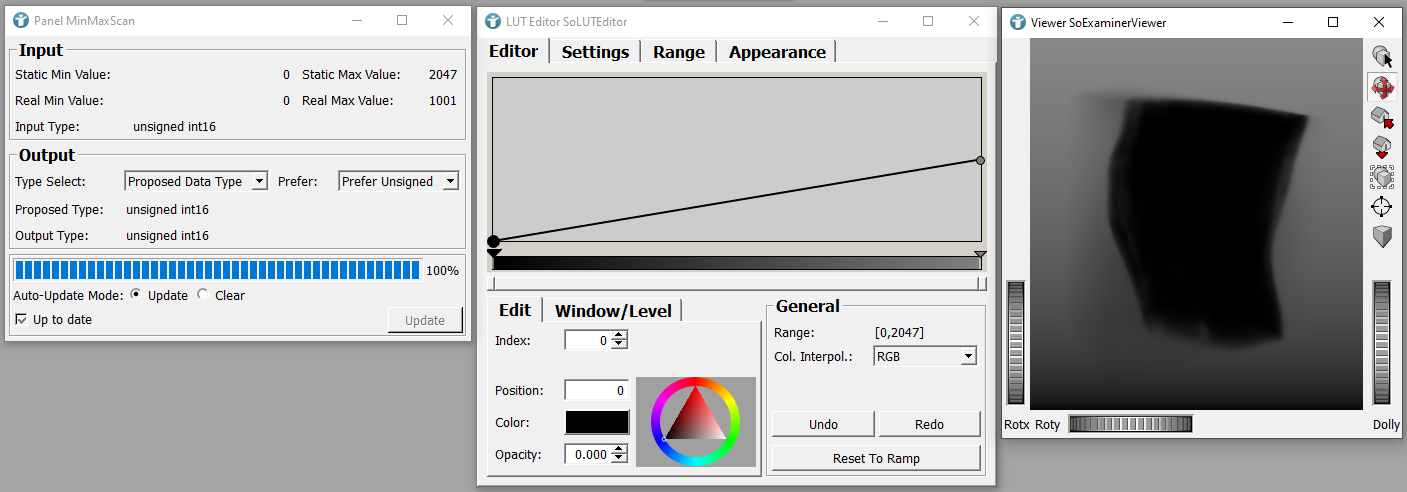 Panel MinMaxScan
Input
Static Min Value: 0 Static Max Value: 2047
Real Min Value: 0 Real Max Value: 1001
Input Type: unsigned int16
Output
Type Select: Proposed Data Type Prefer: Prefer Unsigned
Proposed Type: unsigned int16
Output Type: unsigned int16
100%
Auto-Update Mode: Update Clear
Up to date Update
LUT Editor SoLUTEditor
Editor Settings Range Appearance
Edit Window/Level
Index: 0
Position: 0
Color:
Opacity: 0.000
General
Range: [0,2047]
Col. Interpol.: RGB
Undo Redo
Reset To Ramp
Viewer SoExaminerViewer
Rotx Roty Dolly